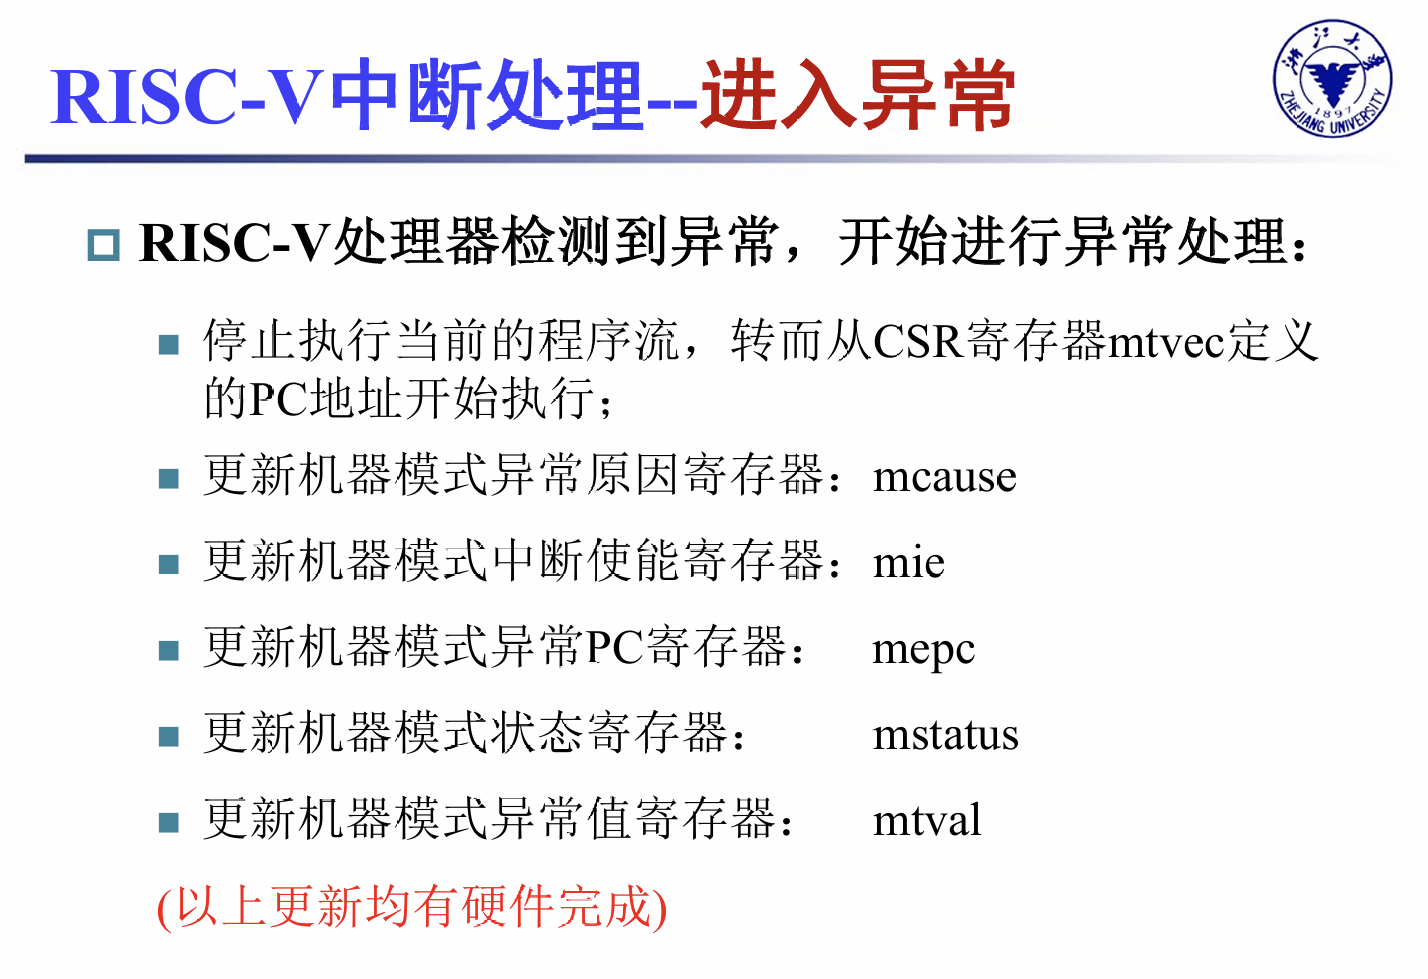 RISC-V中断处理--进入异常
浙江大学
ZHEJIANG UNIVERSITY
1897
RISC-V处理器检测到异常，开始进行异常处理：
停止执行当前的程序流，转而从CSR寄存器mtvec定义
的PC地址开始执行；
更新机器模式异常原因寄存器：mcause
更新机器模式中断使能寄存器：mie
更新机器模式异常PC寄存器： mepc
更新机器模式状态寄存器： mstatus
更新机器模式异常值寄存器： mtval
(以上更新均有硬件完成)